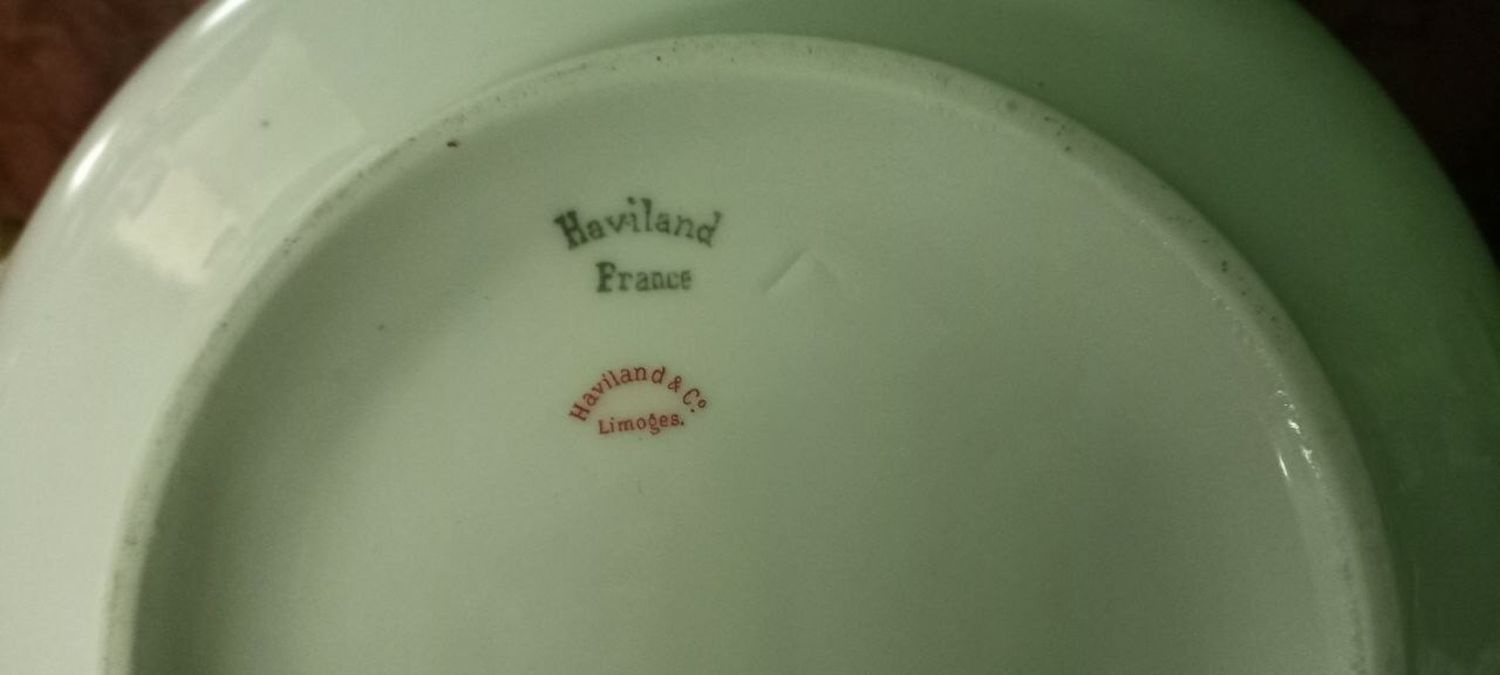 Haviland
France
Haviland & Co.
Limoges.